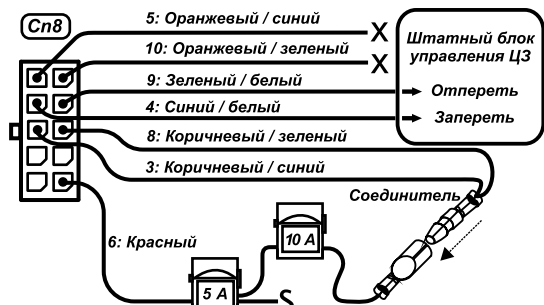 Сп8
5: Оранжевый / синий
X
10: Оранжевый / зеленый
X
9: Зеленый / белый
4: Синий / белый
8: Коричневый / зеленый
3: Коричневый / синий
Штатный блок
управления ЦЗ
Отпереть
Запереть
Соединитель
6: Красный
10 А
5 А